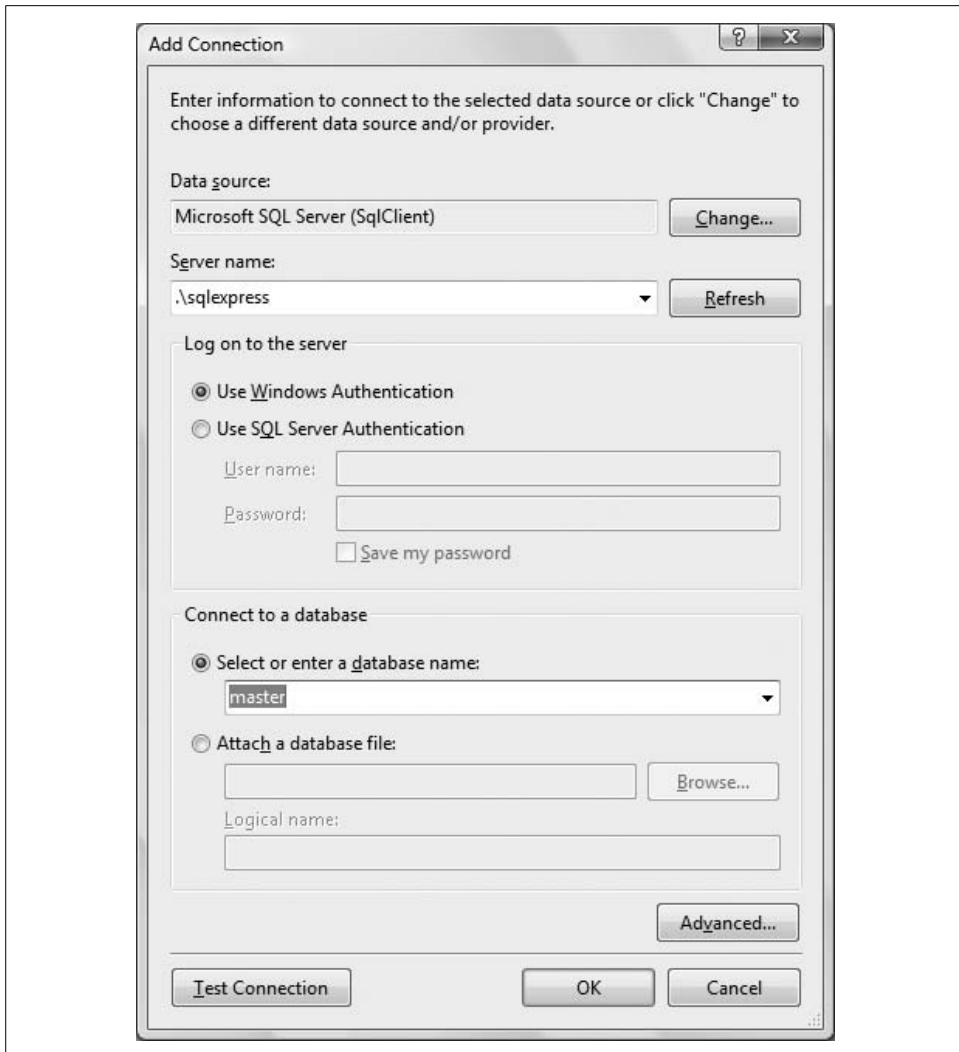 Add Connection
Enter information to connect to the selected data source or click "Change" to
choose a different data source and/or provider.
Data source:
Microsoft SQL Server (SqlClient)
Change...
Server name:
.\sqlexpress
Refresh
Log on to the server
Use Windows Authentication
Use SQL Server Authentication
User name:
Password:
Save my password
Connect to a database
Select or enter a database name:
master
Attach a database file:
Browse...
Logical name:
Advanced...
Test Connection
OK
Cancel